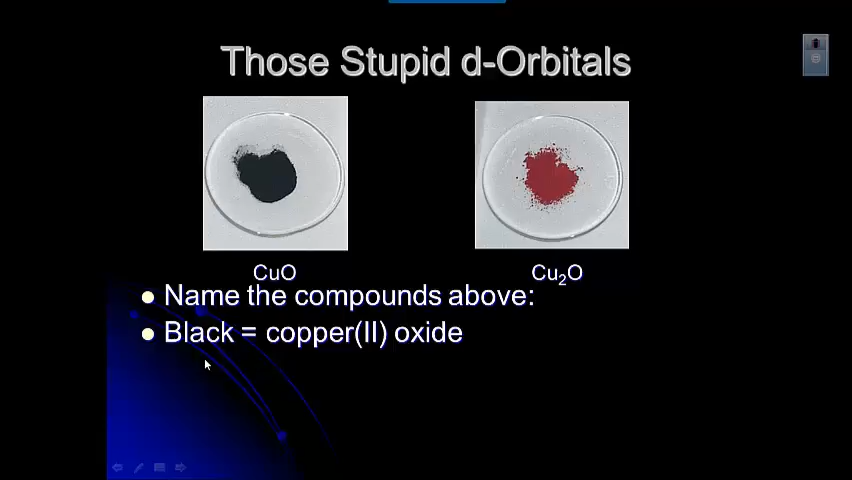 Those Stupid d-Orbitals
CuO
Cu₂O
Name the compounds above:
Black = copper(II) oxide